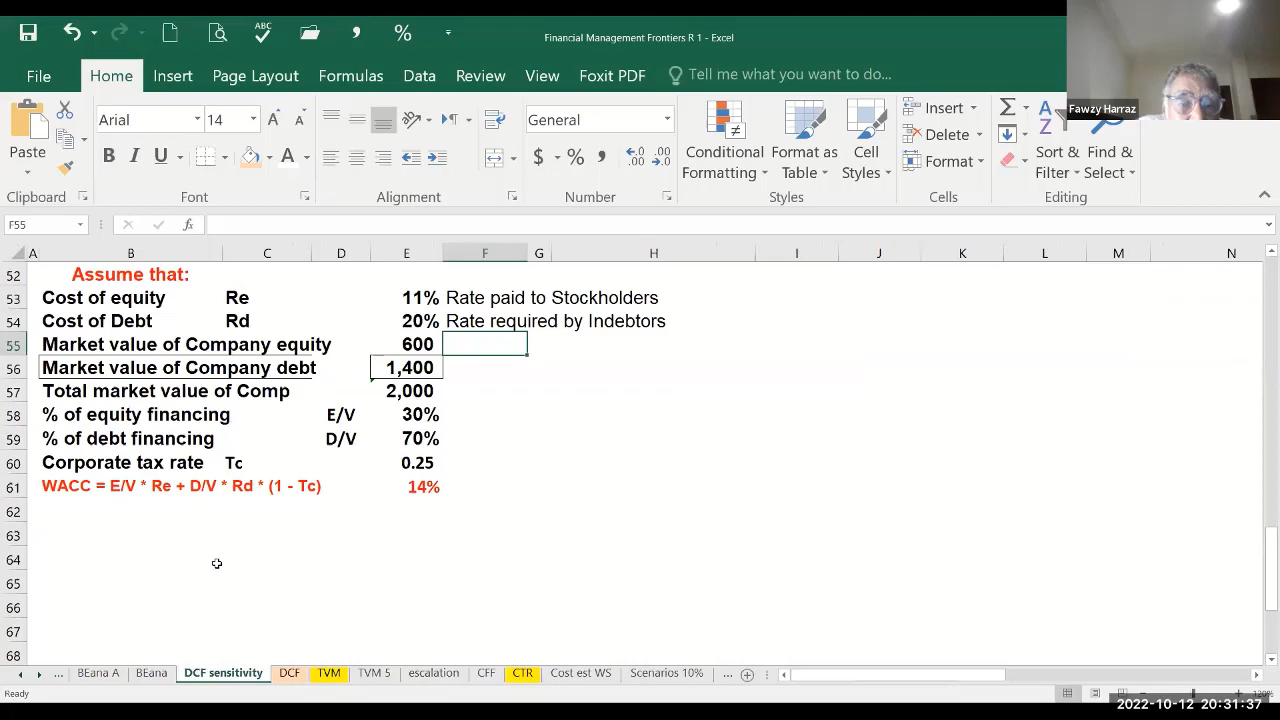 ABC
%
Financial Management Frontiers R 1 - Excel
Fawzy Harraz
File Home Insert Page Layout Formulas Data Review View Foxit PDF Tell me what you want to do...
Arial 14 General
Paste
B I U A
$ %
Conditional Formatting
Format as Table
Cell Styles
Insert
Delete
Format
Sort & Filter
Find & Select
Clipboard Font Alignment Number Styles Cells Editing
F55 fx
A B C D E F G H I J K L M N
52 Assume that:
53 Cost of equity Re 11% Rate paid to Stockholders
54 Cost of Debt Rd 20% Rate required by Indebtors
55 Market value of Company equity 600
56 Market value of Company debt 1,400
57 Total market value of Comp 2,000
58 % of equity financing E/V 30%
59 % of debt financing D/V 70%
60 Corporate tax rate Tc 0.25
61 WACC = E/V * Re + D/V * Rd * (1 - Tc) 14%
62
63
64
65
66
67
68
... BEana A BEana DCF sensitivity DCF TVM TVM 5 escalation CFF CTR Cost est WS Scenarios 10% ...
Ready 120%
2022-10-12 20:31:37